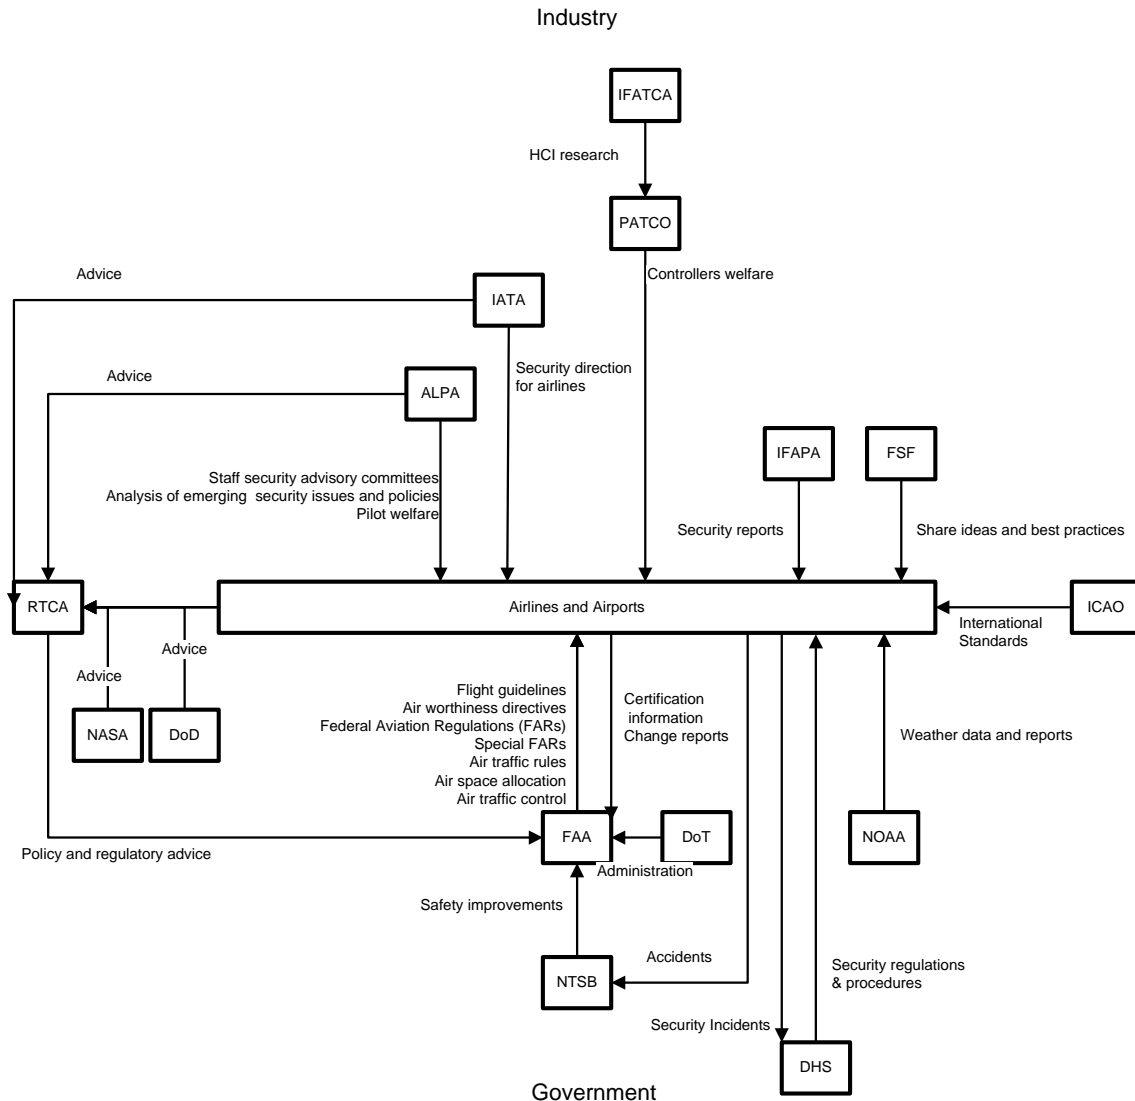 Industry
IFATCA
HCI research
PATCO
Advice
Controllers welfare
IATA
Security direction
for airlines
Advice
ALPA
IFAPA
FSF
Staff security advisory committees
Analysis of emerging  security issues and policies
Pilot welfare
Security reports
Share ideas and best practices
RTCA
Airlines and Airports
ICAO
International
Standards
Advice
Advice
NASA
DoD
Flight guidelines
Air worthiness directives
Federal Aviation Regulations (FARs)
Special FARs
Air traffic rules
Air space allocation
Air traffic control
Certification
information
Change reports
Weather data and reports
Policy and regulatory advice
FAA
DoT
NOAA
Administration
Safety improvements
Accidents
NTSB
Security regulations
& procedures
Security Incidents
DHS
Government